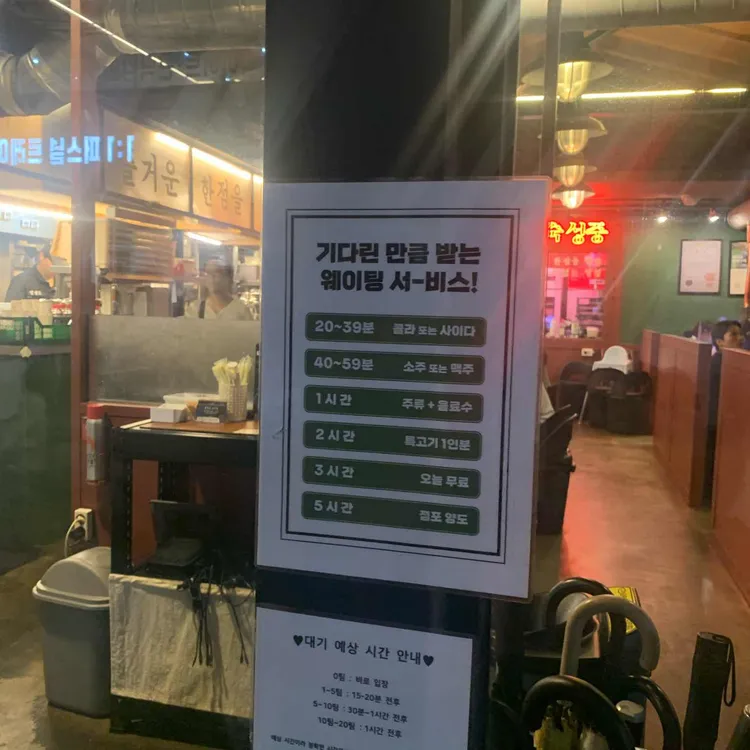 즐거운
한점을
숙성중
기다린 만큼 받는
웨이팅 서-비스!
20~39분 콜라 또는 사이다
40~59분 소주 또는 맥주
1시간 주류 + 음료수
2시간 특고기 1인분
3시간 오늘 무료
5시간 점포 양도
♥대기 예상 시간 안내♥
0팀 : 바로 입장
1~5팀 : 15-20분 전후
5~10팀 : 30분-1시간 전후
10팀~20팀 : 1시간 전후